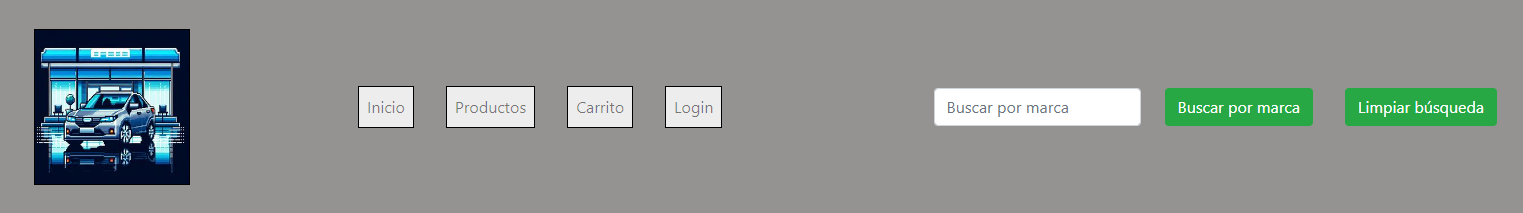 Inicio
Productos
Carrito
Login
Buscar por marca
Buscar por marca
Limpiar búsqueda